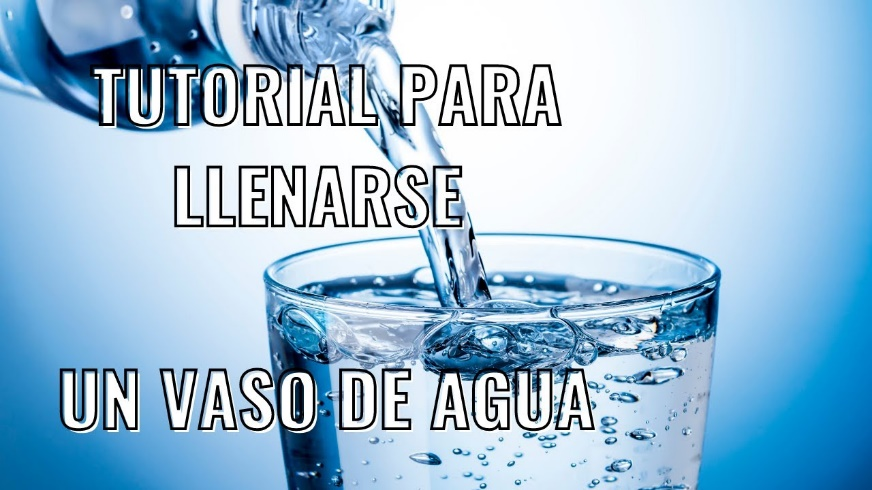 TUTORIAL PARA
LLENARSE
UN VASO DE AGUA